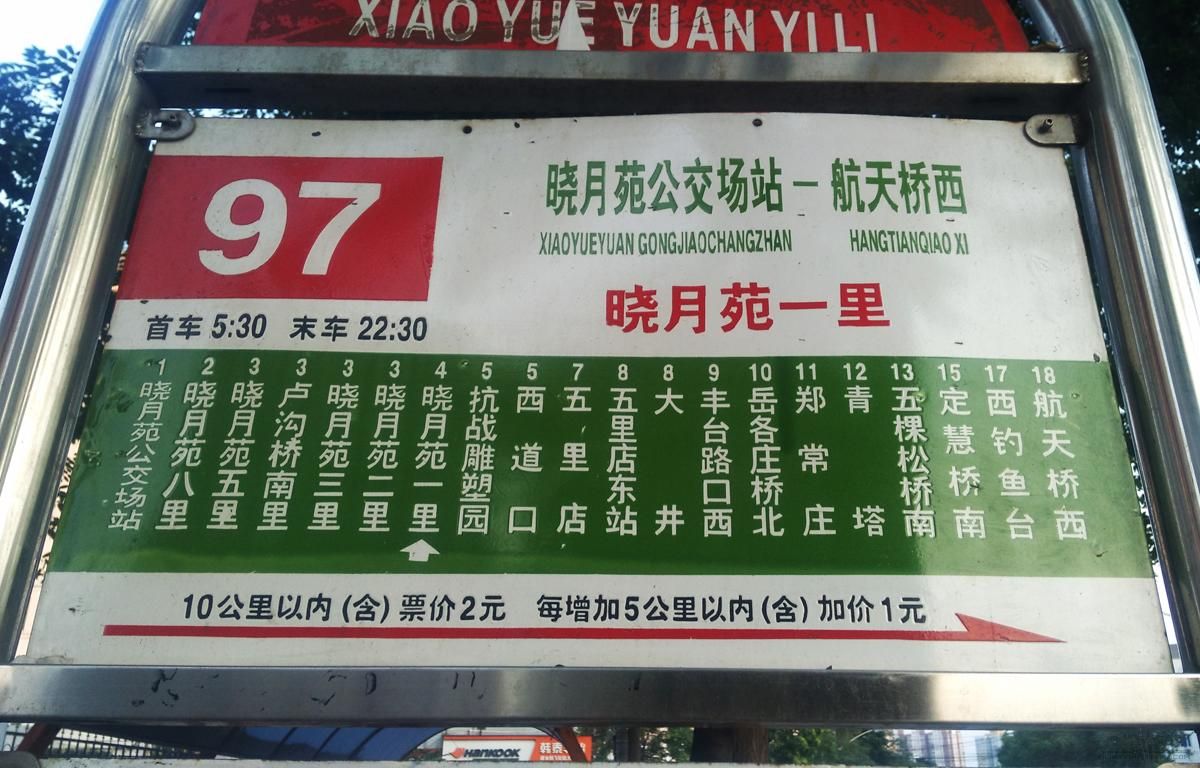 XIAO YUE YUAN YI LI
97
晓月苑公交场站 — 航天桥西
XIAOYUEYUAN GONGJIAOCHANGZHAN HANGTIANQIAO XI
晓月苑一里
首车 5:30 末车 22:30
1 晓月苑公交场站
2 晓月苑八里
3 晓月苑五里
3 卢沟桥南里
3 晓月苑三里
3 晓月苑二里
4 晓月苑一里
5 抗战雕塑园
5 西道口
7 五里店
8 五里店东站
8 大井
9 丰台路口西
10 岳各庄桥北
11 郑常庄
12 青塔
13 五棵松桥南
15 定慧桥南
17 西钓鱼台
18 航天桥西
10公里以内(含)票价2元 每增加5公里以内(含)加价1元
Hankook 韩泰